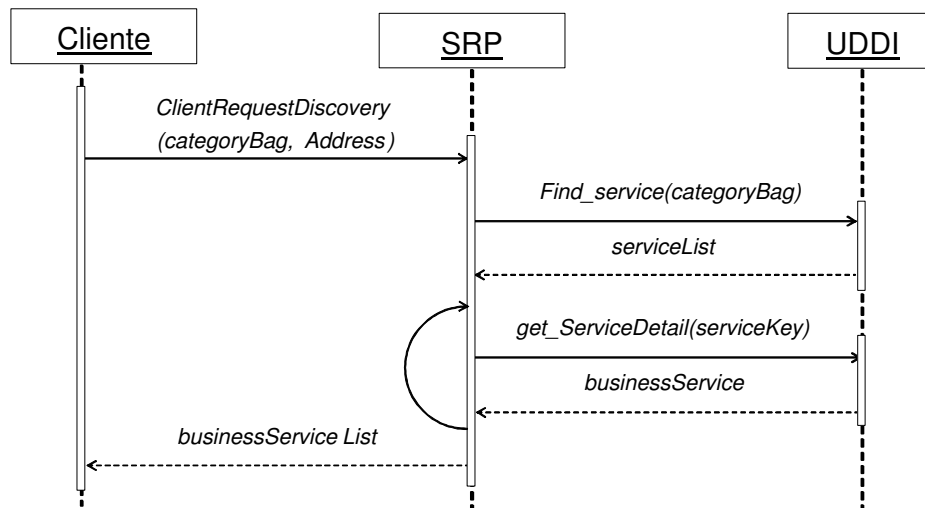 Cliente
SRP
UDDI
ClientRequestDiscovery
(categoryBag, Address)
Find_service(categoryBag)
serviceList
get_ServiceDetail(serviceKey)
businessService
businessService List